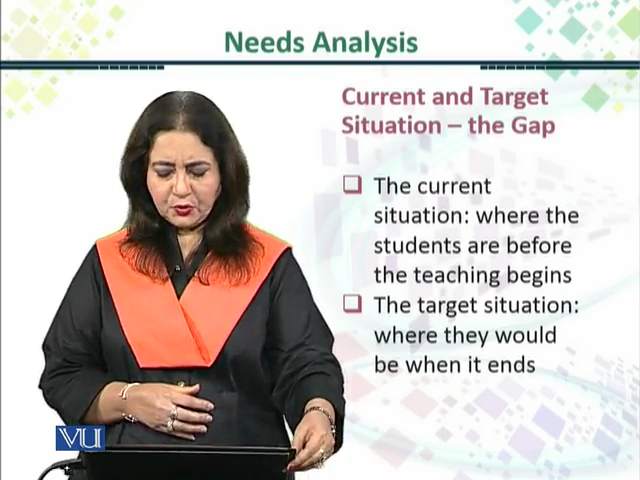 Needs Analysis
Current and Target
Situation – the Gap
The current
situation: where the
students are before
the teaching begins
The target situation:
where they would
be when it ends
VU